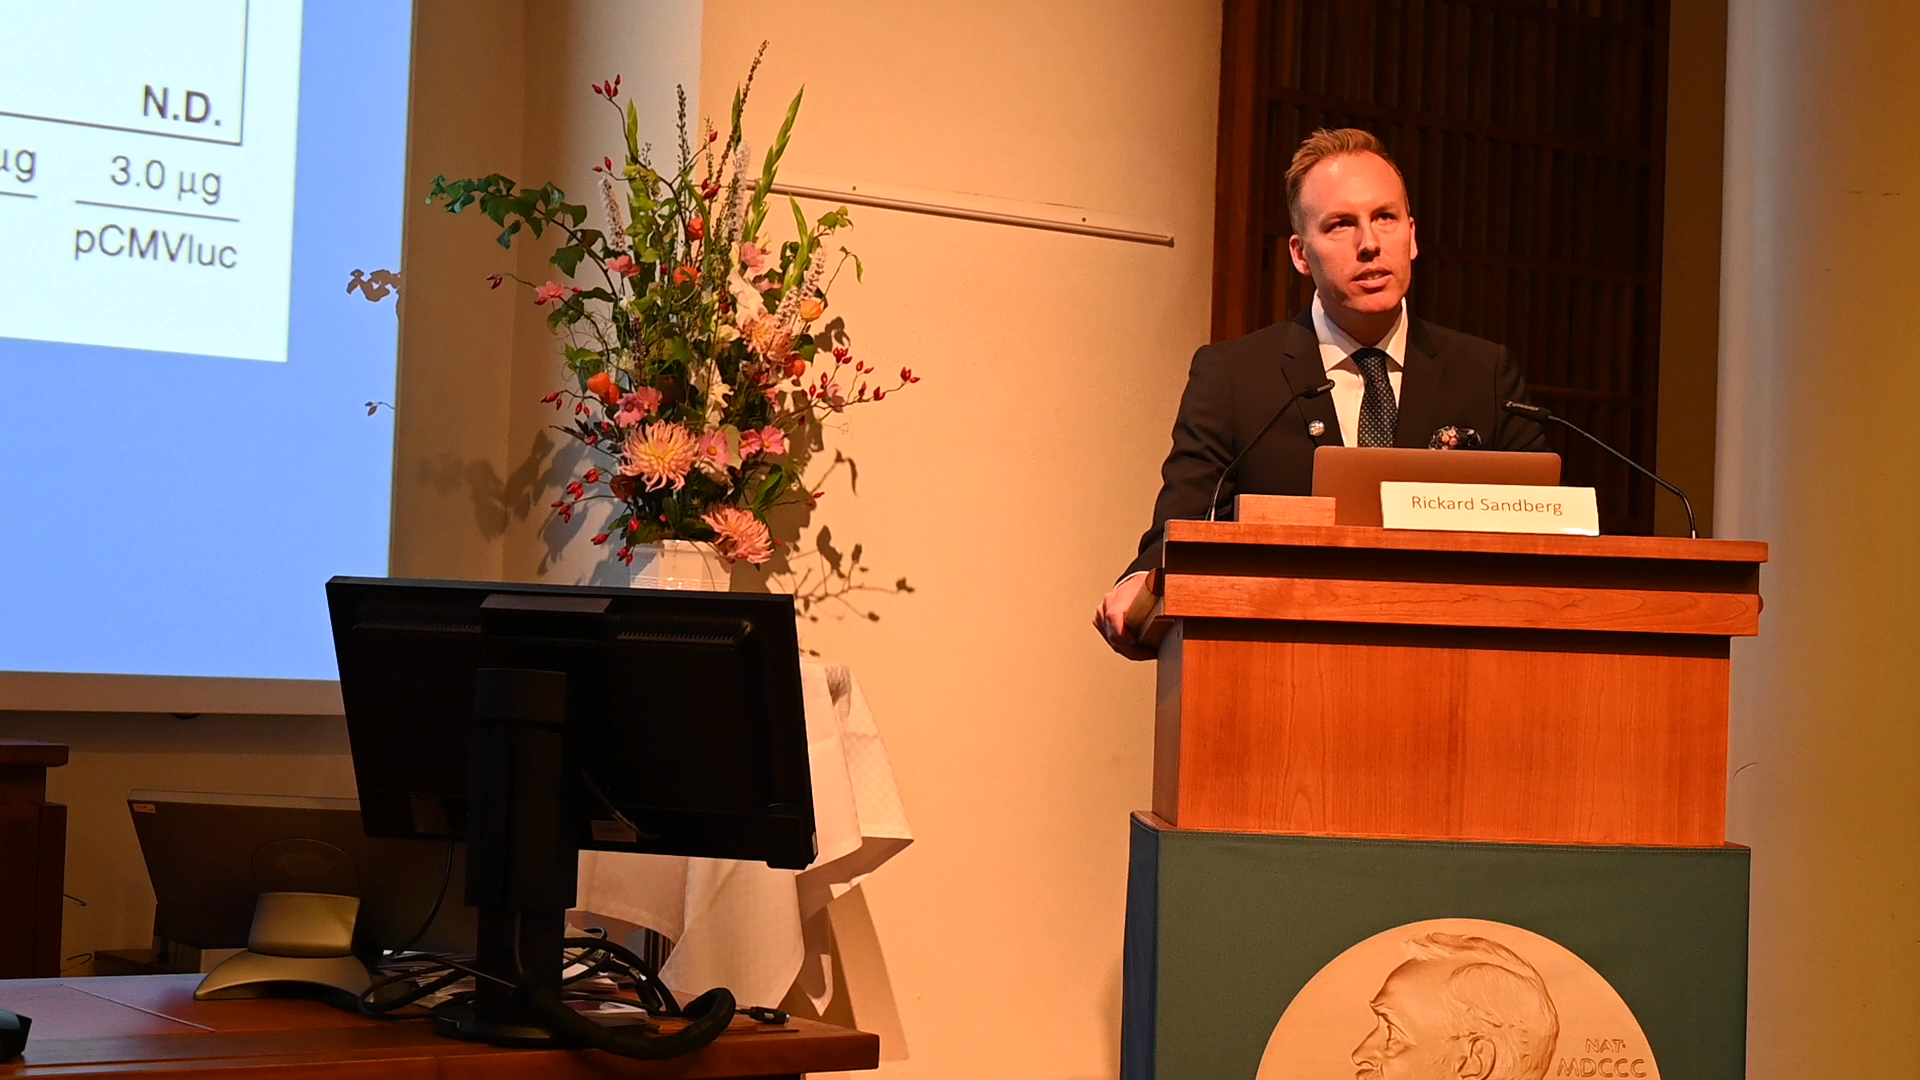 N.D.
µg
3.0 µg
pCMVluc
Rickard Sandberg
NAT·
MDCCC